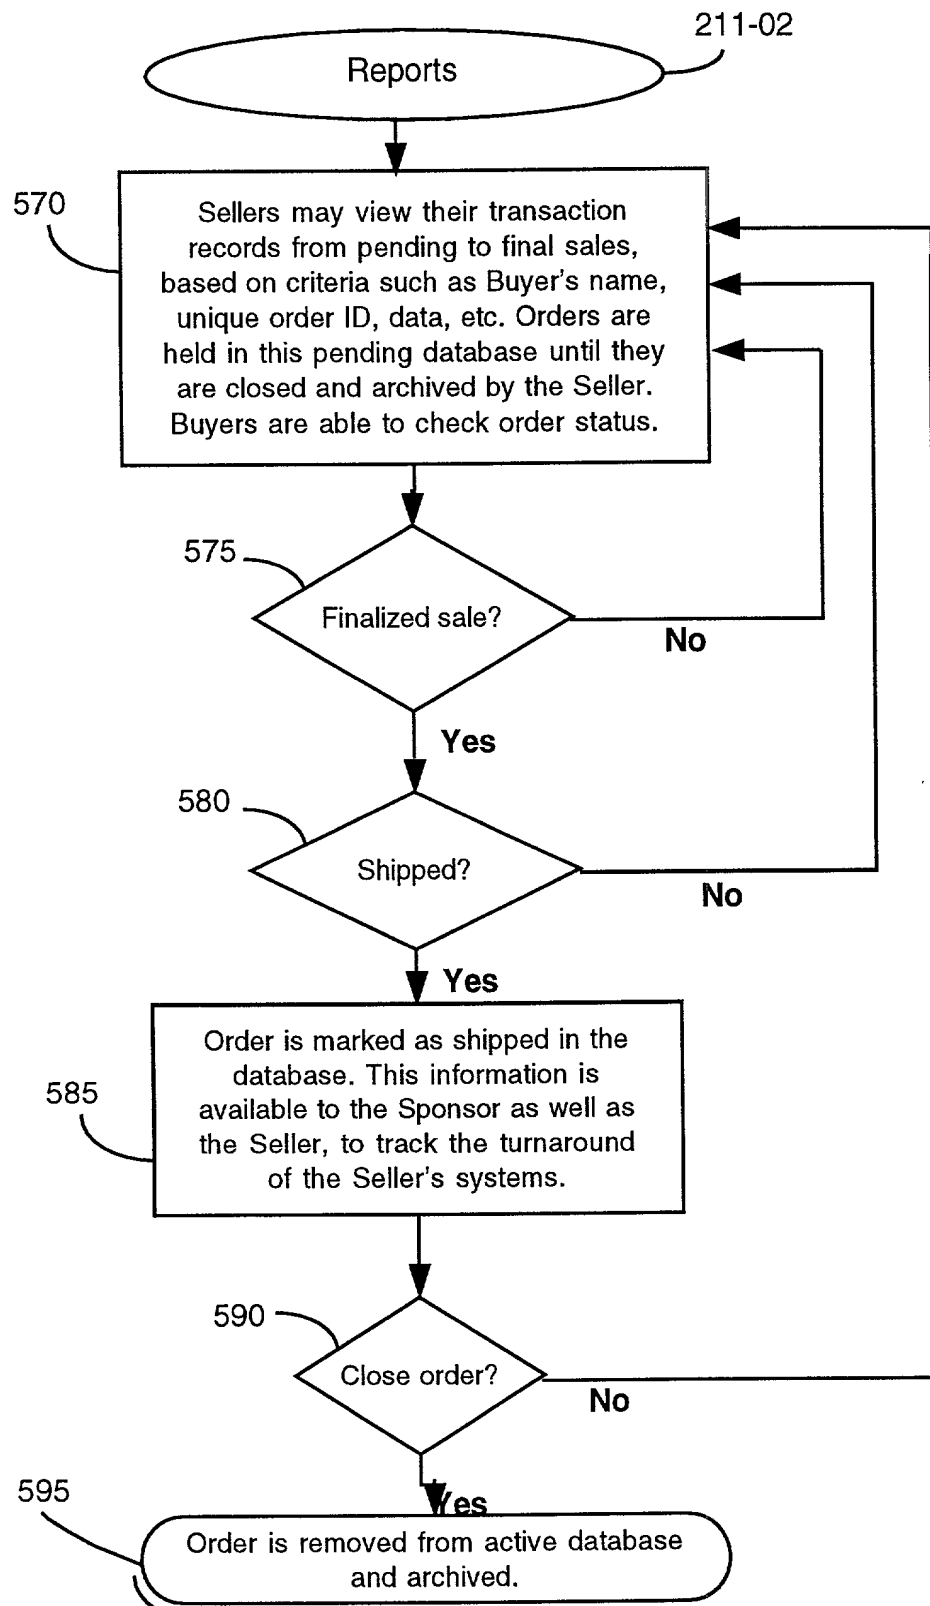 211-02
Reports
570
Sellers may view their transaction
records from pending to final sales,
based on criteria such as Buyer's name,
unique order ID, data, etc. Orders are
held in this pending database until they
are closed and archived by the Seller.
Buyers are able to check order status.
575
Finalized sale?
No
Yes
580
Shipped?
No
Yes
585
Order is marked as shipped in the
database. This information is
available to the Sponsor as well as
the Seller, to track the turnaround
of the Seller's systems.
590
Close order?
No
Yes
595
Order is removed from active database
and archived.